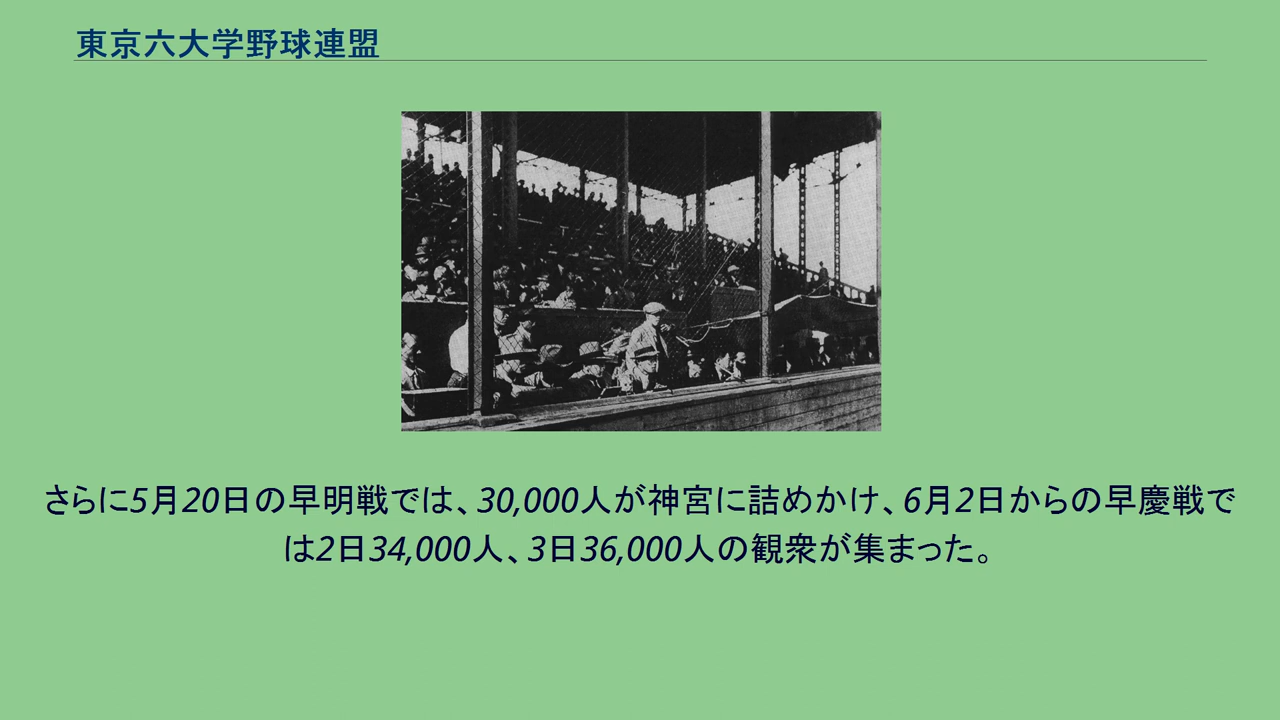 東京六大学野球連盟
さらに5月20日の早明戦では、30,000人が神宮に詰めかけ、6月2日からの早慶戦で
は2日34,000人、3日36,000人の観衆が集まった。